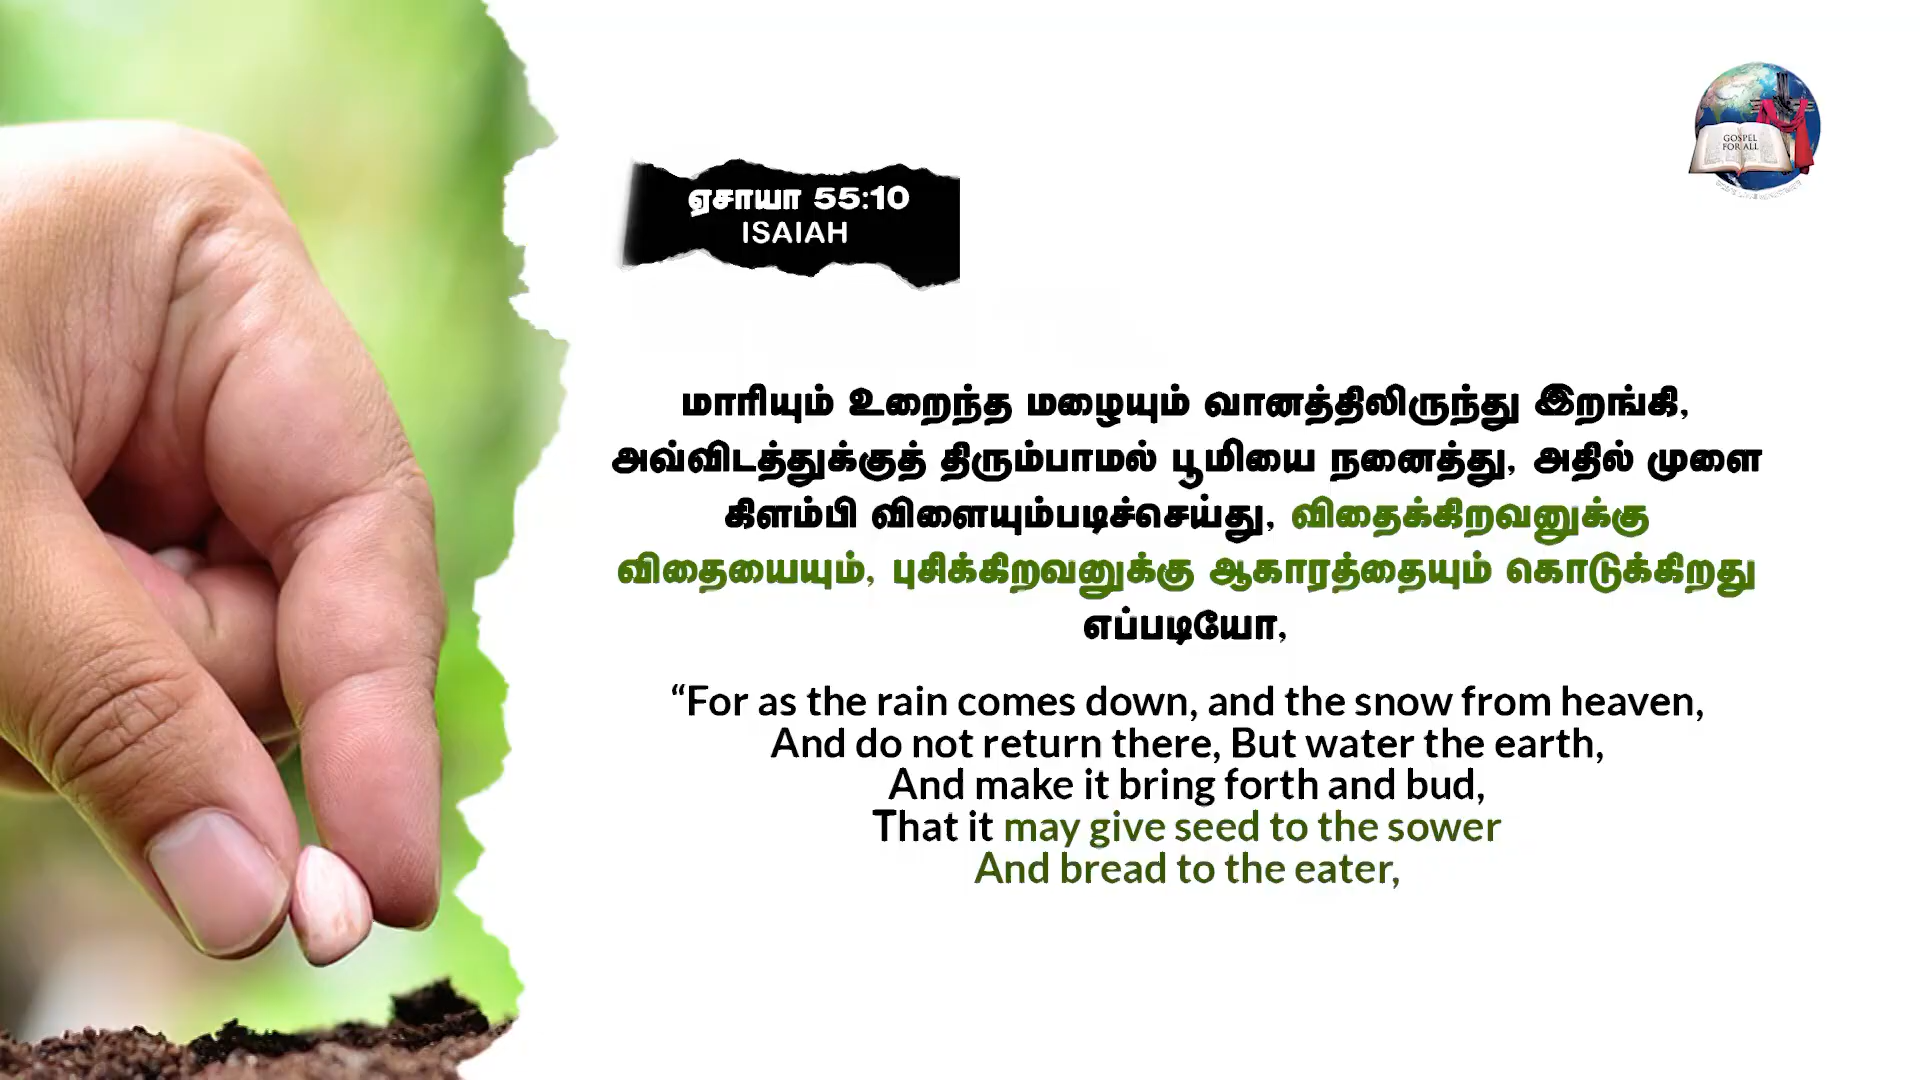 GOSPEL
FOR ALL
ஏசாயா 55:10
ISAIAH
மாரியும் உறைந்த மழையும் வானத்திலிருந்து இறங்கி,
அவ்விடத்துக்குத் திரும்பாமல் பூமியை நனைத்து, அதில் முளை
கிளம்பி விளையும்படிச்செய்து, விதைக்கிறவனுக்கு
விதையையும், புசிக்கிறவனுக்கு ஆகாரத்தையும் கொடுக்கிறது
எப்படியோ,
“For as the rain comes down, and the snow from heaven,
And do not return there, But water the earth,
And make it bring forth and bud,
That it may give seed to the sower
And bread to the eater,